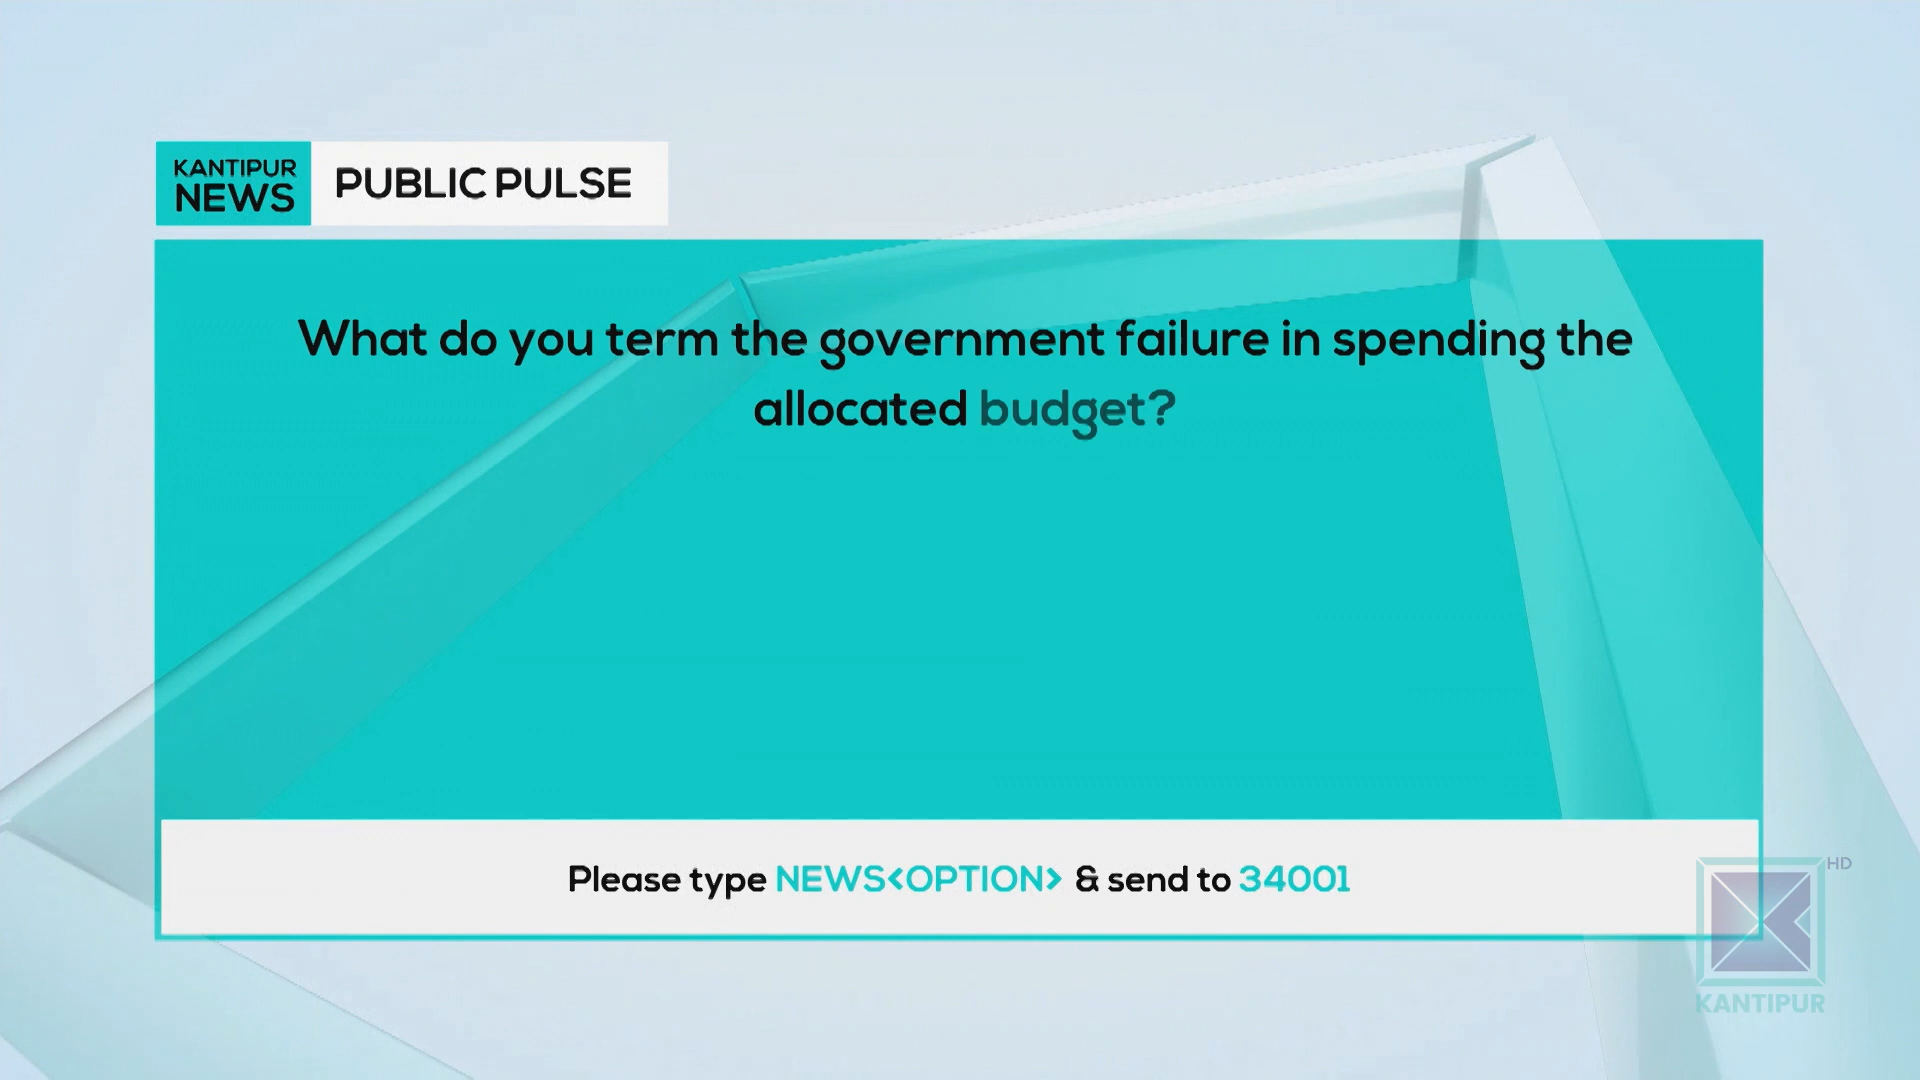 KANTIPUR
NEWS
PUBLIC PULSE
What do you term the government failure in spending the
allocated budget?
Please type NEWS<OPTION> & send to 34001
HD
KANTIPUR